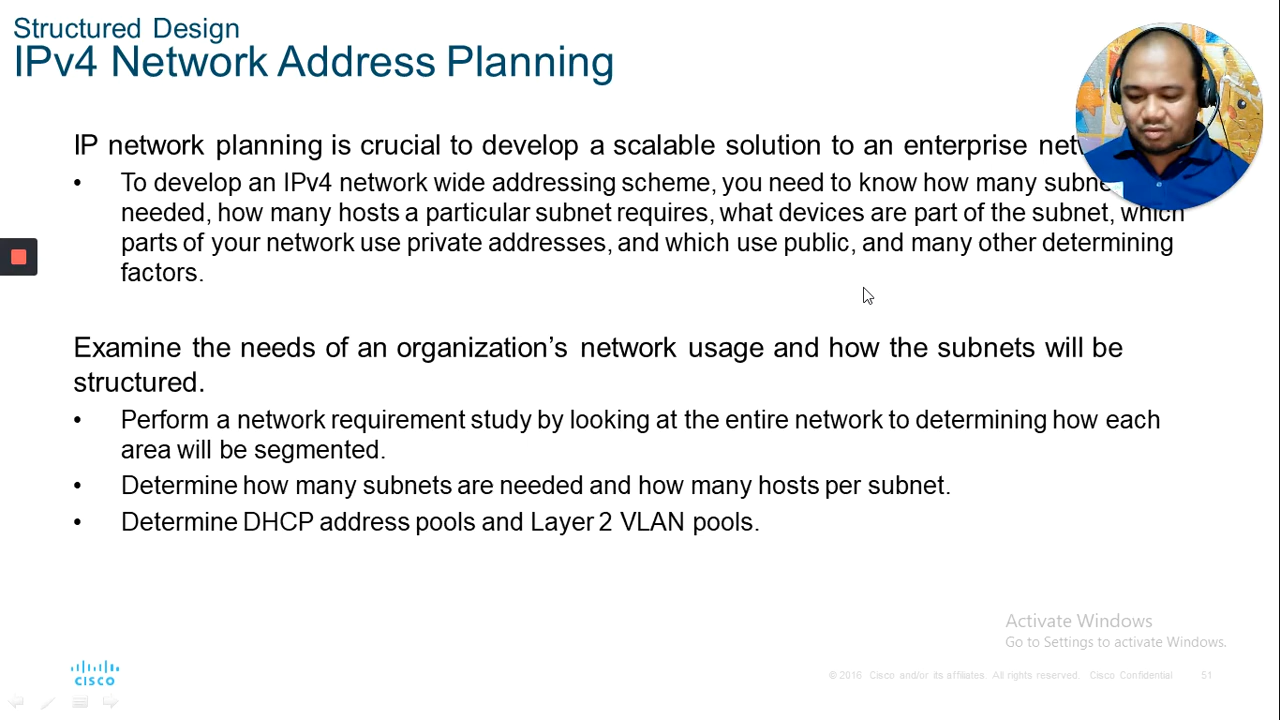 Structured Design
IPv4 Network Address Planning
IP network planning is crucial to develop a scalable solution to an enterprise
• To develop an IPv4 network wide addressing scheme, you need to know how many
needed, how many hosts a particular subnet requires, what devices are part of the subnet, which
parts of your network use private addresses, and which use public, and many other determining
factors.
Examine the needs of an organization’s network usage and how the subnets will be
structured.
• Perform a network requirement study by looking at the entire network to determining how each
area will be segmented.
• Determine how many subnets are needed and how many hosts per subnet.
• Determine DHCP address pools and Layer 2 VLAN pools.
Activate Windows
Go to Settings to activate Windows.
CISCO
© 2016 Cisco and/or its affiliates. All rights reserved. Cisco Confidential 51